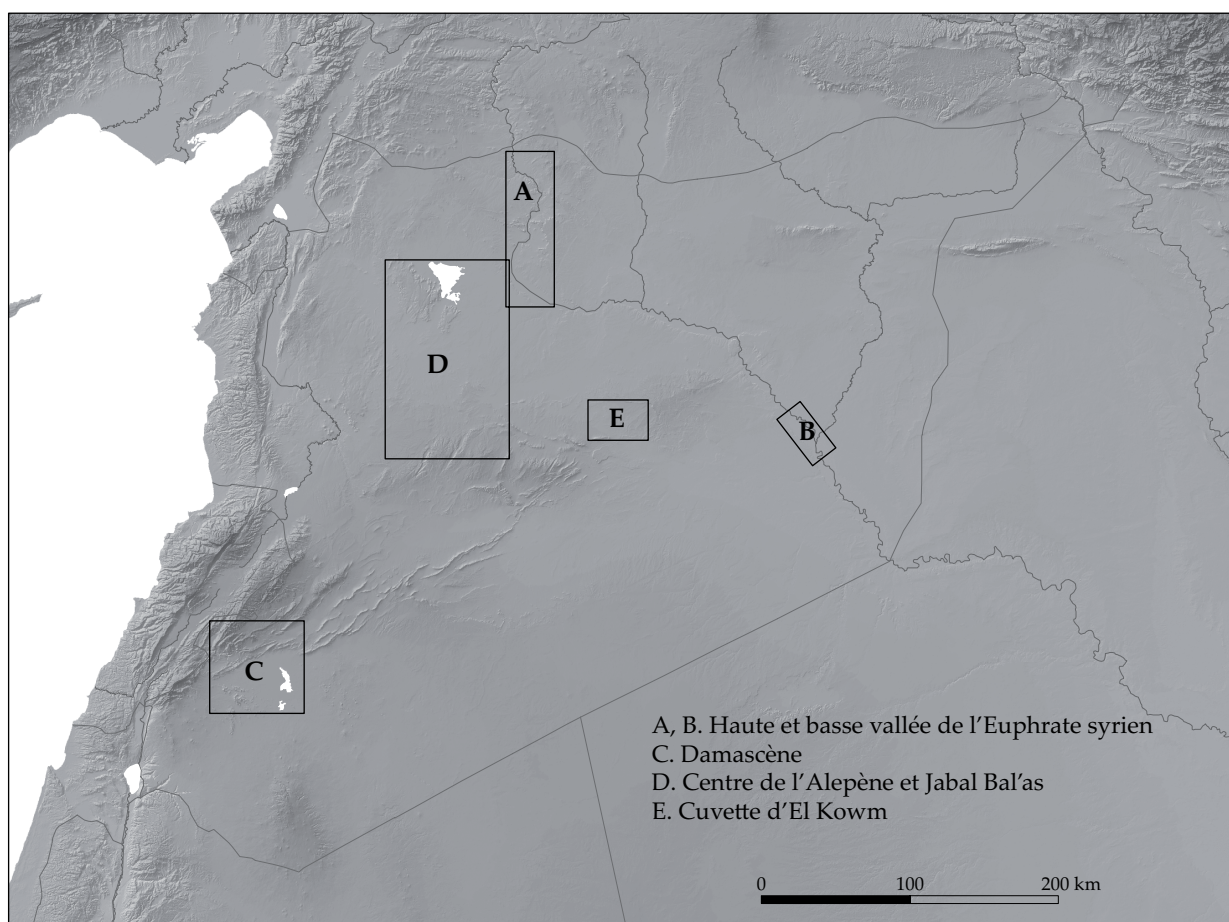 A
D
E
B
C
A, B. Haute et basse vallée de l’Euphrate syrien
C. Damascène
D. Centre de l’Alepène et Jabal Bal’as
E. Cuvette d’El Kowm
0 100 200 km